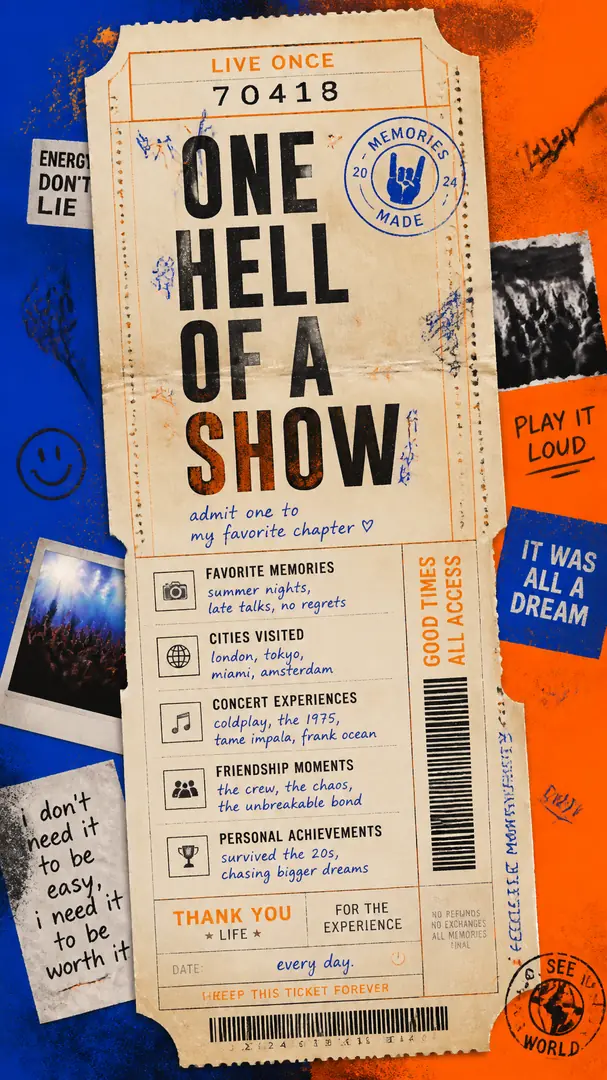 LIVE ONCE
70418
ONE
HELL
OF A
SHOW
MEMORIES
20 24
MADE
admit one to
my favorite chapter ♡
FAVORITE MEMORIES
summer nights,
late talks, no regrets
CITIES VISITED
london, tokyo,
miami, amsterdam
CONCERT EXPERIENCES
coldplay, the 1975,
tame impala, frank ocean
FRIENDSHIP MOMENTS
the crew, the chaos,
the unbreakable bond
PERSONAL ACHIEVEMENTS
survived the 20s,
chasing bigger dreams
GOOD TIMES
ALL ACCESS
THANK YOU
★ LIFE ★
FOR THE
EXPERIENCE
NO REFUNDS
NO EXCHANGES
ALL MEMORIES
FINAL
DATE:
every day.
KEEP THIS TICKET FOREVER
ENERGY
DON'T
LIE
PLAY IT
LOUD
IT WAS
ALL A
DREAM
i don't
need it
to be
easy,
i need it
to be
worth it
SEE
WORLD